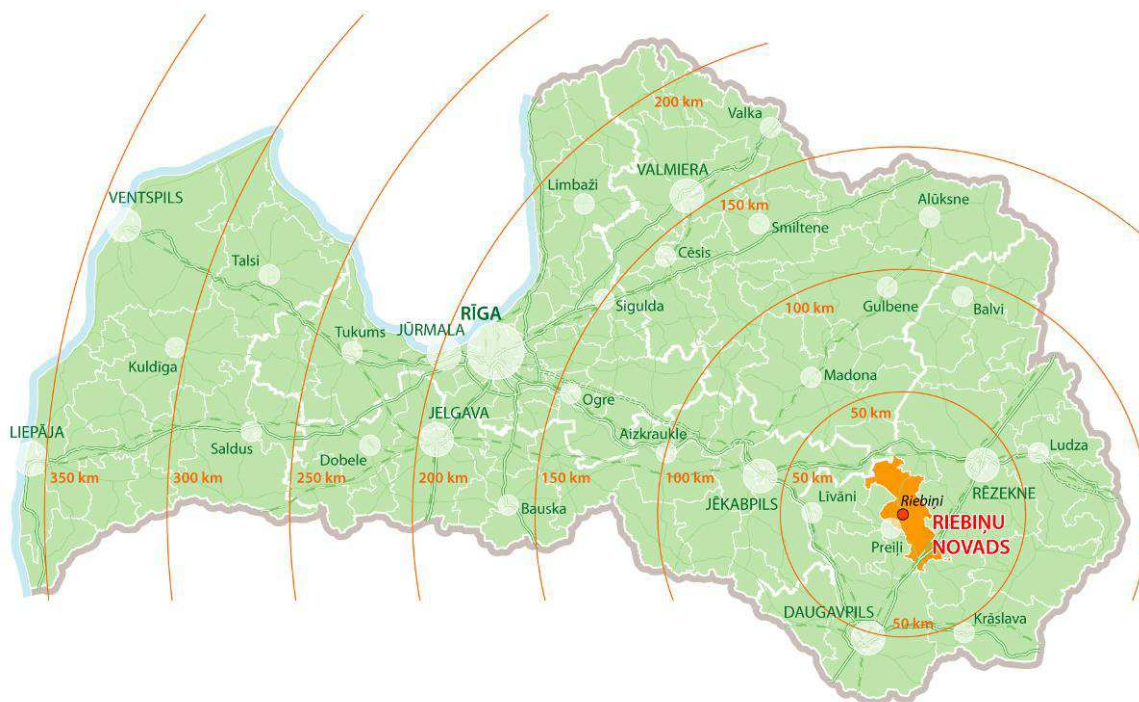 200 km
Valka
VALMIERA
Limbaži
VENTSPILS
150 km
Alūksne
Smiltene
Cēsis
Talsi
Gulbene
Balvi
Sigulda
100 km
RĪGA
JŪRMALA
Tukums
Kuldīga
Madona
Ogre
JELGAVA
50 km
LIEPĀJA
Saldus
Dobele
Aizkraukle
Ludza
350 km
300 km
250 km
200 km
150 km
100 km
50 km
RĒZEKNE
JĒKABPILS
Līvāni
Riebiņi
Bauska
RIEBIŅU
NOVADS
Preiļi
DAUGAVPILS
50 km
Krāslava